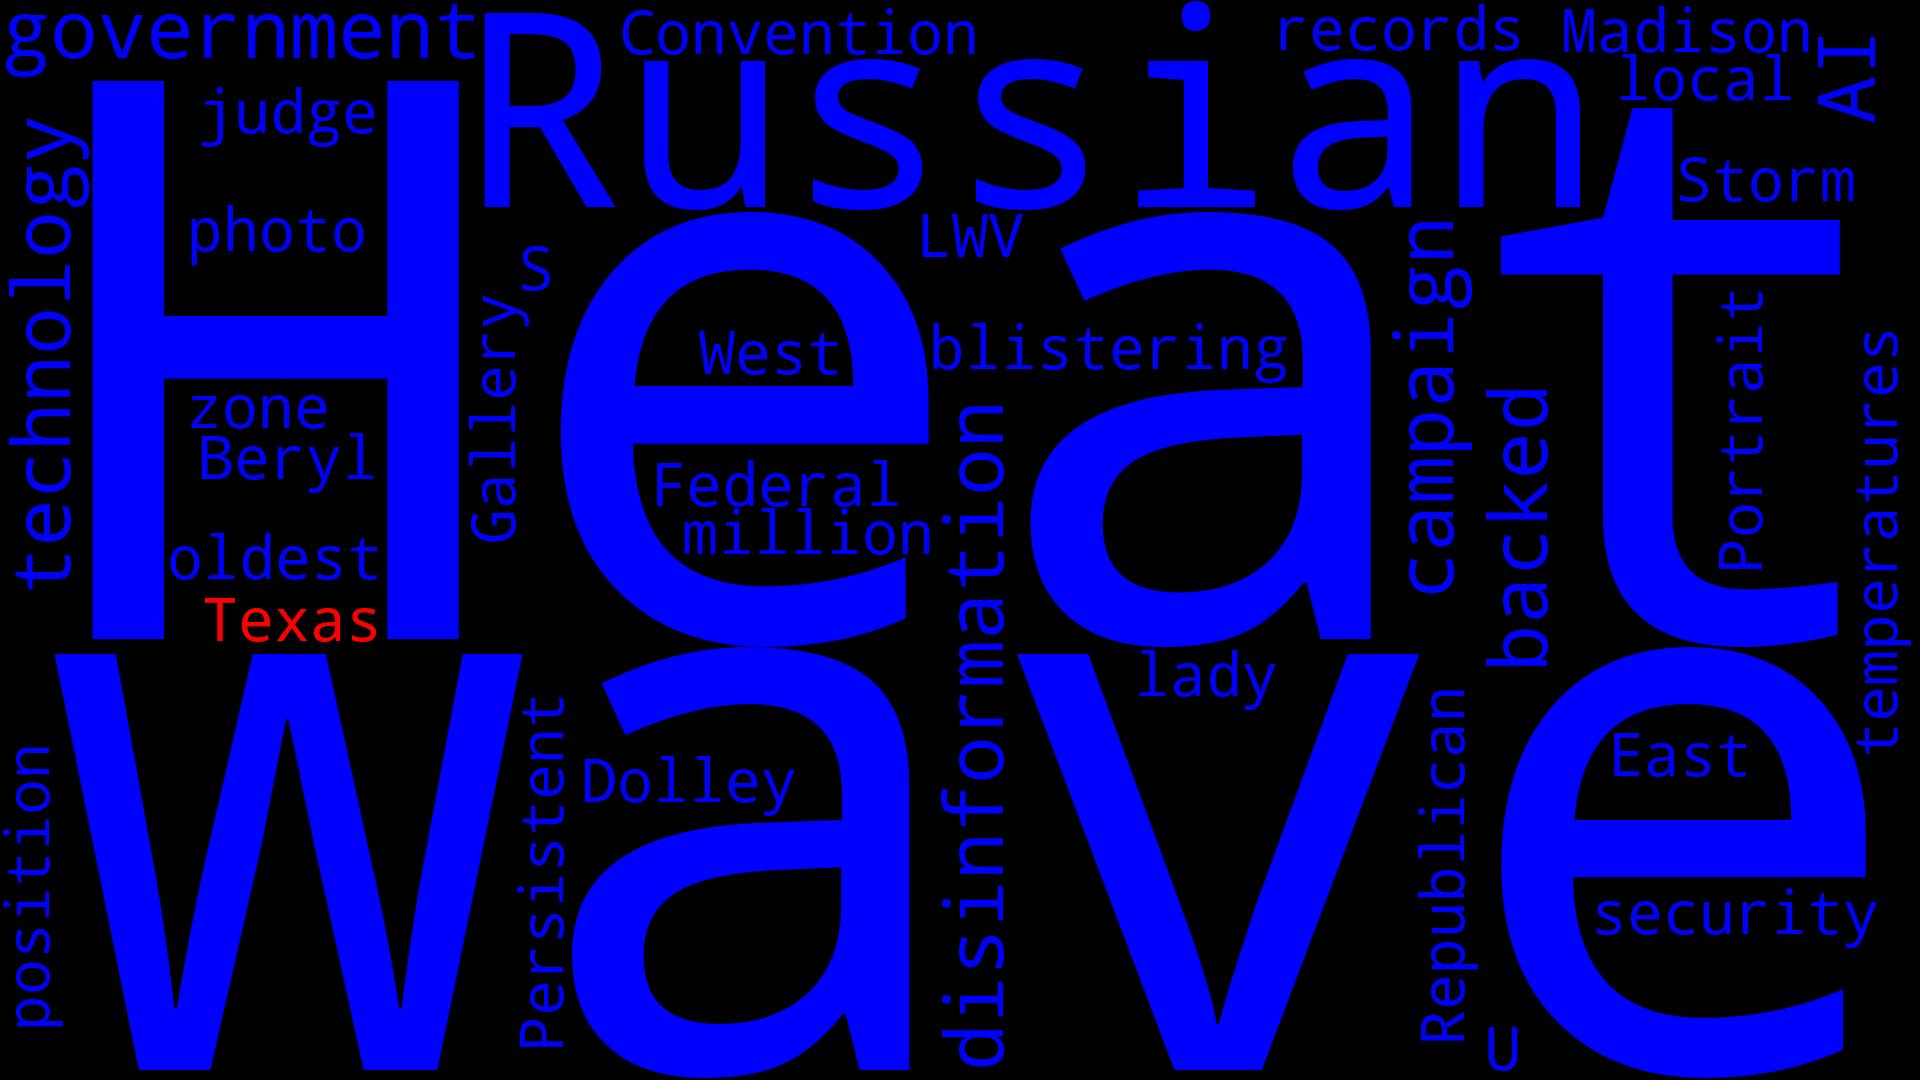 government
Russian
Convention
records
Madison
local
AI
judge
technology
photo
Storm
LWV
S
Gallery
Heat
West
blistering
campaign
Portrait
temperatures
zone
Beryl
backed
Federal
million
disinformation
oldest
Texas
lady
wave
position
Persistent
Dolley
Republican
East
security
U